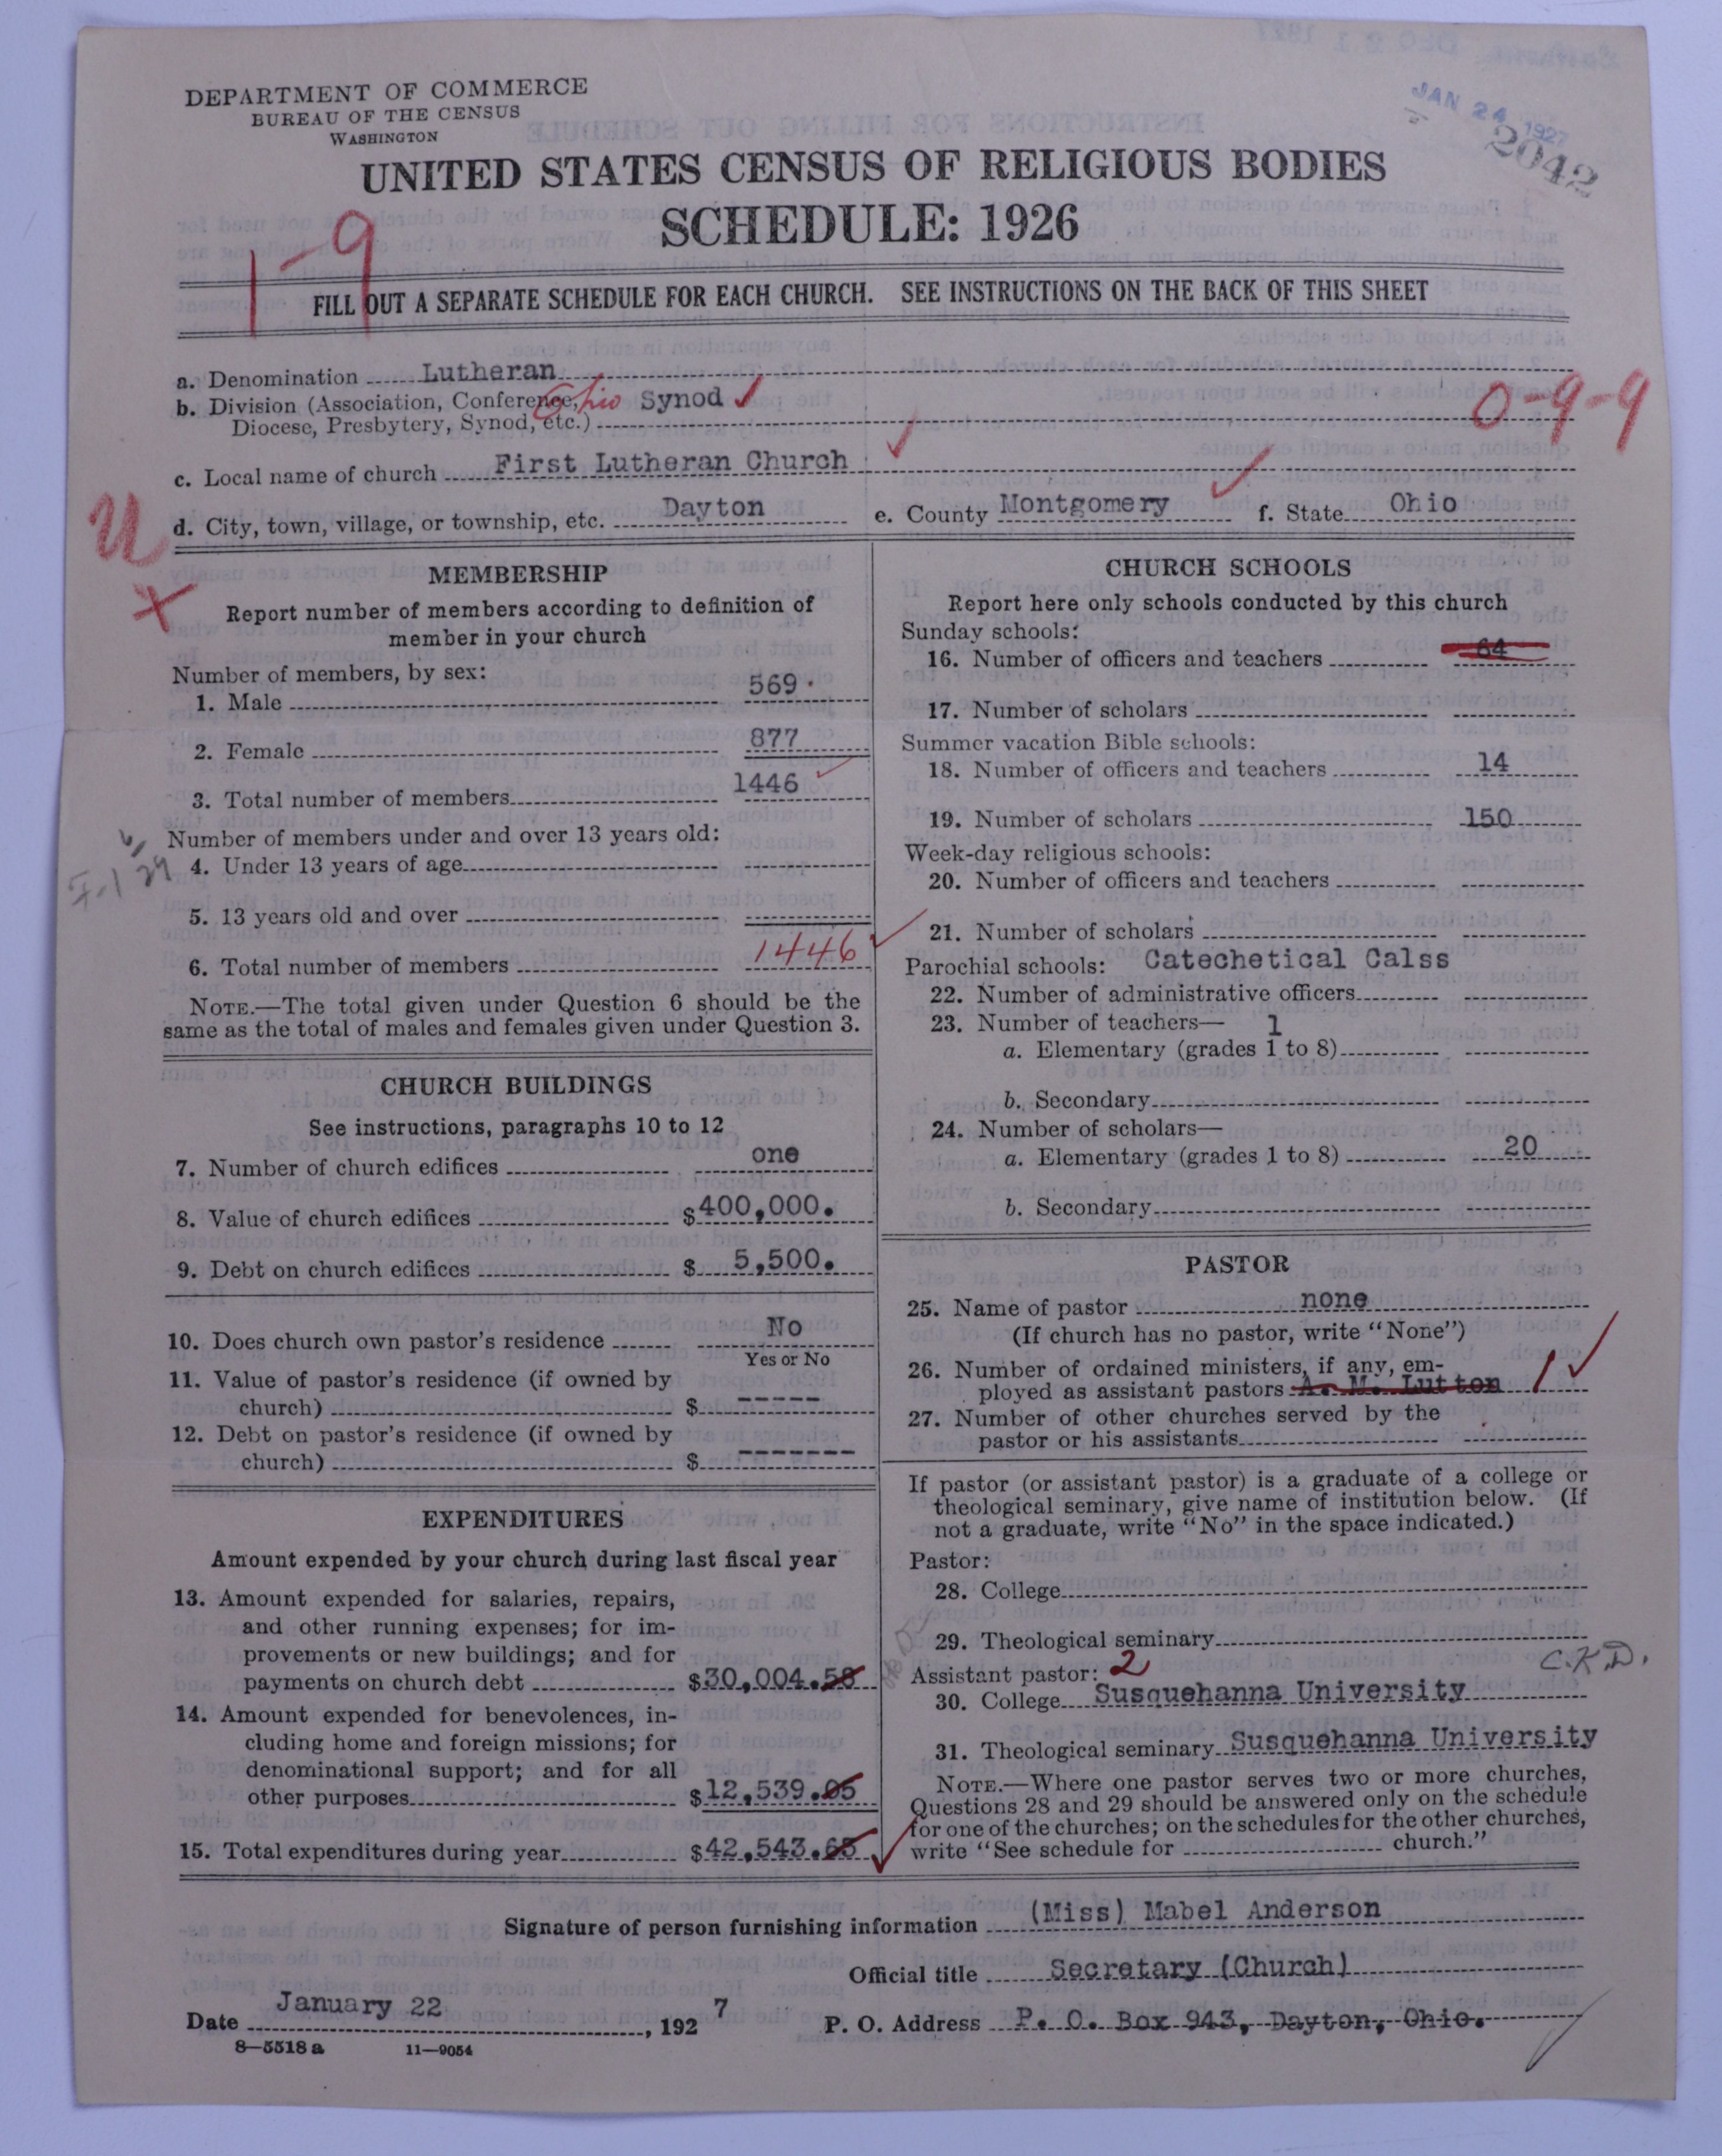 DEPARTMENT OF COMMERCE
BUREAU OF THE CENSUS
WASHINGTON
JAN 24 1927
2042
UNITED STATES CENSUS OF RELIGIOUS BODIES
SCHEDULE: 1926
1-9
FILL OUT A SEPARATE SCHEDULE FOR EACH CHURCH. SEE INSTRUCTIONS ON THE BACK OF THIS SHEET
a. Denomination Lutheran
b. Division (Association, Conference, Ohio Synod ✓
Diocese, Presbytery, Synod, etc.)
0-9-9
c. Local name of church First Lutheran Church ✓
d. City, town, village, or township, etc. Dayton e. County Montgomery ✓ f. State Ohio
U
X
MEMBERSHIP
Report number of members according to definition of
member in your church
Number of members, by sex:
1. Male 569
2. Female 877
3. Total number of members 1446 ✓
Number of members under and over 13 years old:
4. Under 13 years of age
5. 13 years old and over
6. Total number of members 1446 ✓
NOTE.—The total given under Question 6 should be the
same as the total of males and females given under Question 3.
CHURCH BUILDINGS
See instructions, paragraphs 10 to 12
7. Number of church edifices one
8. Value of church edifices $400,000.
9. Debt on church edifices $ 5,500.
10. Does church own pastor's residence No
Yes or No
11. Value of pastor's residence (if owned by
church) $ -----
12. Debt on pastor's residence (if owned by
church) $ -------
EXPENDITURES
Amount expended by your church during last fiscal year
13. Amount expended for salaries, repairs,
and other running expenses; for im-
provements or new buildings; and for
payments on church debt $30,004.58
14. Amount expended for benevolences, in-
cluding home and foreign missions; for
denominational support; and for all
other purposes $12,539.05
15. Total expenditures during year $42,543.63 ✓
CHURCH SCHOOLS
Report here only schools conducted by this church
Sunday schools:
16. Number of officers and teachers 64
17. Number of scholars
Summer vacation Bible schools:
18. Number of officers and teachers 14
19. Number of scholars 150
Week-day religious schools:
20. Number of officers and teachers
21. Number of scholars
Parochial schools: Catechetical Calss
22. Number of administrative officers
23. Number of teachers— 1
a. Elementary (grades 1 to 8)
b. Secondary
24. Number of scholars—
a. Elementary (grades 1 to 8) 20
b. Secondary
PASTOR
25. Name of pastor none
(If church has no pastor, write "None")
26. Number of ordained ministers, if any, em-
ployed as assistant pastors A. M. Lutton 1 ✓
27. Number of other churches served by the
pastor or his assistants
If pastor (or assistant pastor) is a graduate of a college or
theological seminary, give name of institution below. (If
not a graduate, write "No" in the space indicated.)
Pastor:
28. College
29. Theological seminary
Assistant pastor: 2 C.K.D.
30. College Susquehanna University
31. Theological seminary Susquehanna University
NOTE.—Where one pastor serves two or more churches,
Questions 28 and 29 should be answered only on the schedule
for one of the churches; on the schedules for the other churches,
write "See schedule for church."
Signature of person furnishing information (Miss) Mabel Anderson
Official title Secretary (Church)
Date January 22, 192 7 P. O. Address P. O. Box 943, Dayton, Ohio.
8—5518 a 11—9054